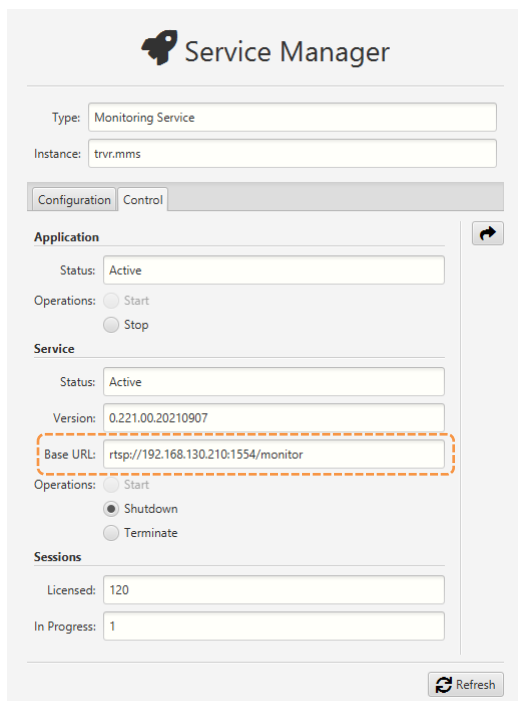 Service Manager
Type: Monitoring Service
Instance: trvr.mms
Configuration Control
Application
Status: Active
Operations: Start
Stop
Service
Status: Active
Version: 0.221.00.20210907
Base URL: rtsp://192.168.130.210:1554/monitor
Operations: Start
Shutdown
Terminate
Sessions
Licensed: 120
In Progress: 1
Refresh